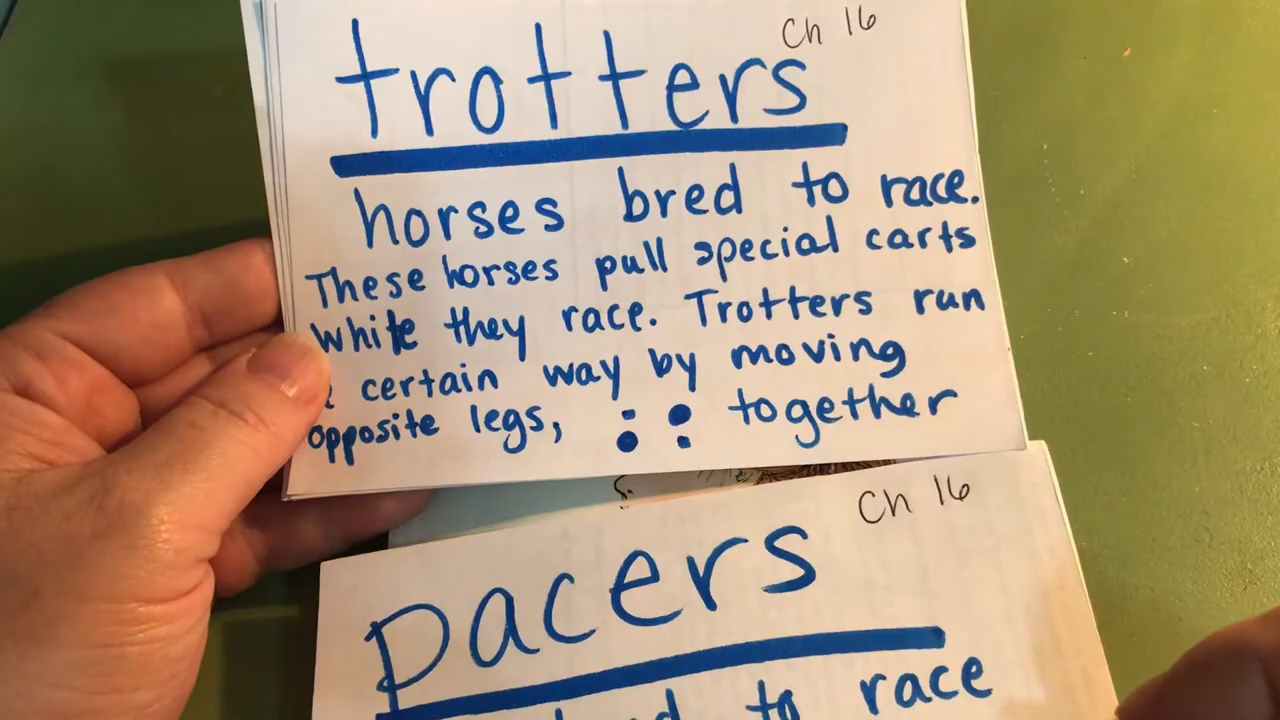 Ch 16
trotters
horses bred to race.
These horses pull special carts
while they race. Trotters run
certain way by moving
opposite legs, together
Ch 16
pacers
to race